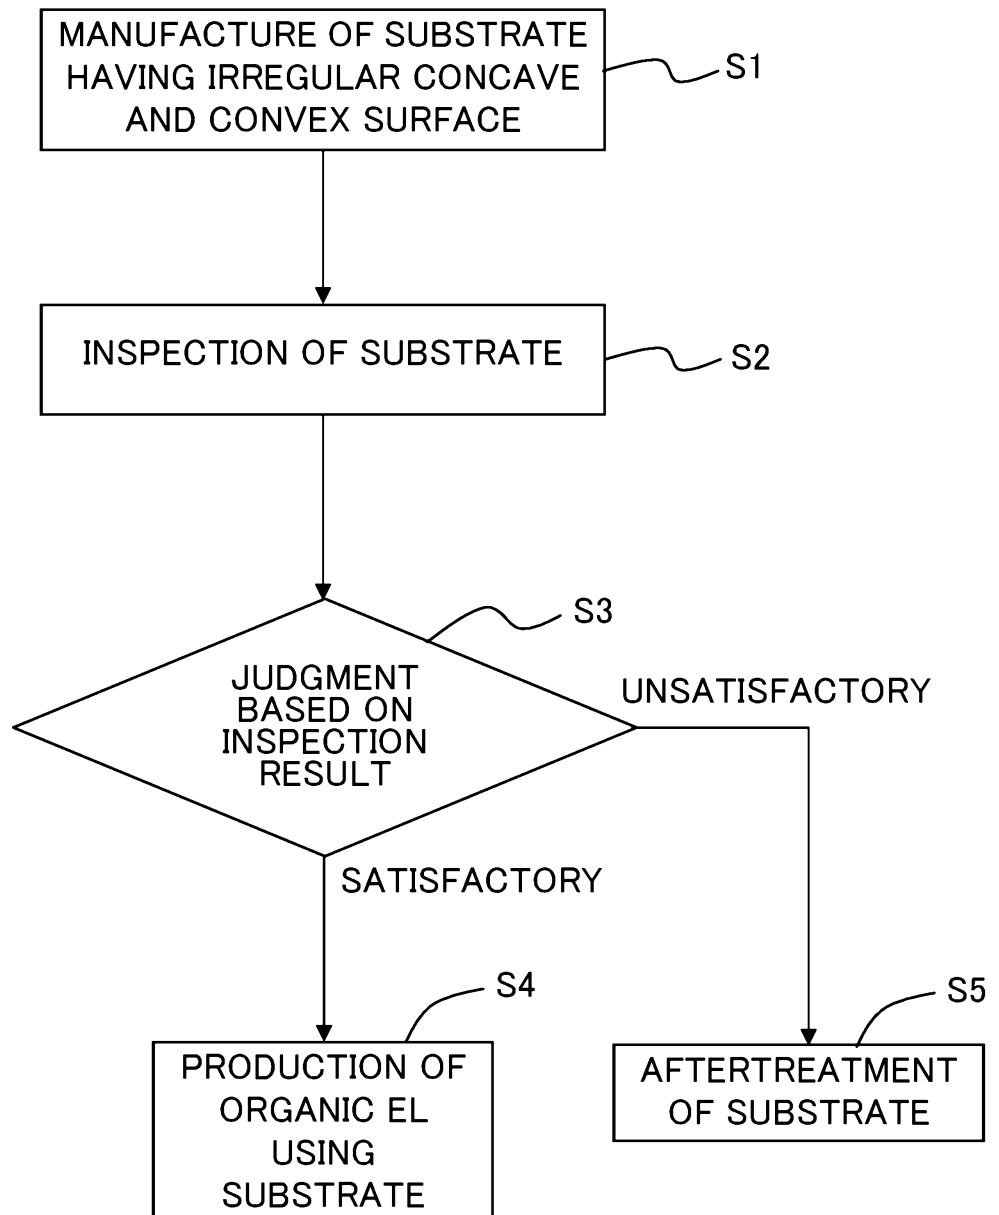 MANUFACTURE OF SUBSTRATE
HAVING IRREGULAR CONCAVE
AND CONVEX SURFACE
S1
INSPECTION OF SUBSTRATE
S2
S3
JUDGMENT
BASED ON
INSPECTION
RESULT
UNSATISFACTORY
SATISFACTORY
S4
PRODUCTION OF
ORGANIC EL
USING
SUBSTRATE
S5
AFTERTREATMENT
OF SUBSTRATE